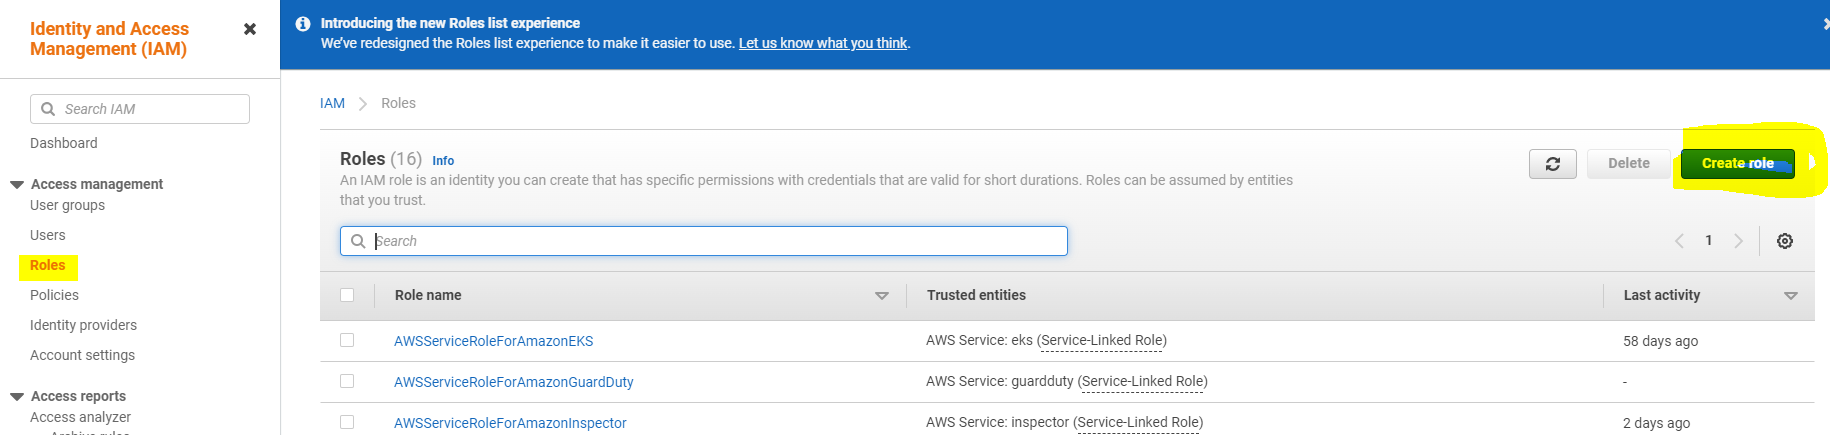 Identity and Access
Management (IAM)
Search IAM
Dashboard
Access management
User groups
Users
Roles
Policies
Identity providers
Account settings
Access reports
Access analyzer
Introducing the new Roles list experience
We've redesigned the Roles list experience to make it easier to use. Let us know what you think.
IAM Roles
Roles (16) Info
Delete Create role
An IAM role is an identity you can create that has specific permissions with credentials that are valid for short durations. Roles can be assumed by entities
that you trust.
Search
1
Role name Trusted entities Last activity
AWSServiceRoleForAmazonEKS AWS Service: eks (Service-Linked Role) 58 days ago
AWSServiceRoleForAmazonGuardDuty AWS Service: guardduty (Service-Linked Role) -
AWSServiceRoleForAmazonInspector AWS Service: inspector (Service-Linked Role) 2 days ago